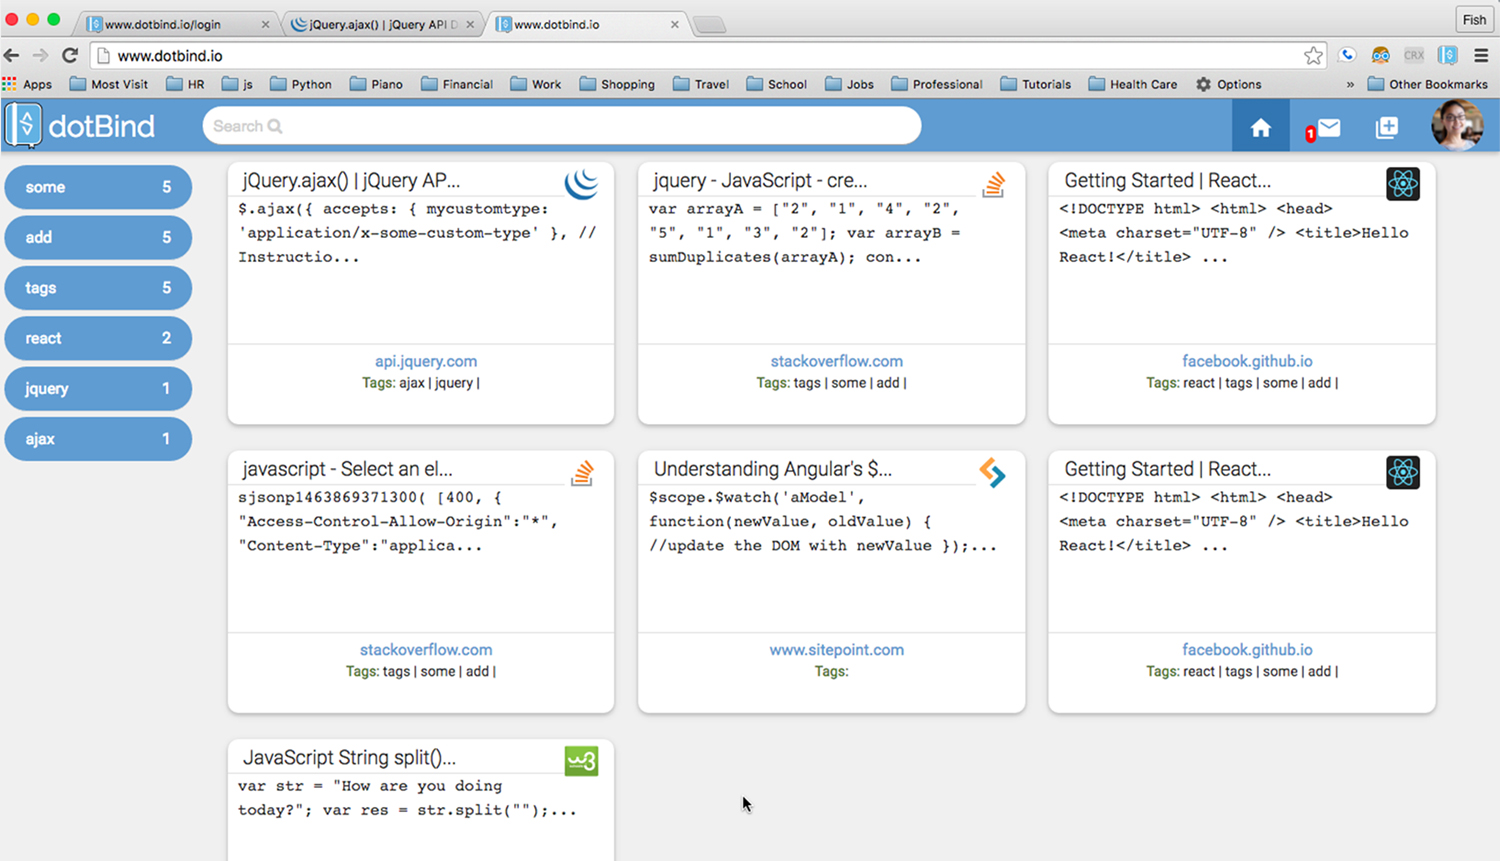 www.dotbind.io/login
jQuery.ajax() | jQuery API D
www.dotbind.io
Fish
www.dotbind.io
CRX
Apps
Most Visit
HR
js
Python
Piano
Financial
Work
Shopping
Travel
School
Jobs
Professional
Tutorials
Health Care
Options
»
Other Bookmarks
dotBind
Search
1
some 5
add 5
tags 5
react 2
jquery 1
ajax 1
jQuery.ajax() | jQuery AP...
$.ajax({ accepts: { mycustomtype:
'application/x-some-custom-type' }, //
Instructio...
api.jquery.com
Tags: ajax | jquery |
jquery - JavaScript - cre...
var arrayA = ["2", "1", "4", "2",
"5", "1", "3", "2"]; var arrayB =
sumDuplicates(arrayA); con...
stackoverflow.com
Tags: tags | some | add |
Getting Started | React...
<!DOCTYPE html> <html> <head>
<meta charset="UTF-8" /> <title>Hello
React!</title> ...
facebook.github.io
Tags: react | tags | some | add |
javascript - Select an el...
sjsonp1463869371300( [400, {
"Access-Control-Allow-Origin":"*",
"Content-Type":"applica...
stackoverflow.com
Tags: tags | some | add |
Understanding Angular's $...
$scope.$watch('aModel',
function(newValue, oldValue) {
//update the DOM with newValue });...
www.sitepoint.com
Tags:
Getting Started | React...
<!DOCTYPE html> <html> <head>
<meta charset="UTF-8" /> <title>Hello
React!</title> ...
facebook.github.io
Tags: react | tags | some | add |
JavaScript String split()...
w3
var str = "How are you doing
today?"; var res = str.split("");...